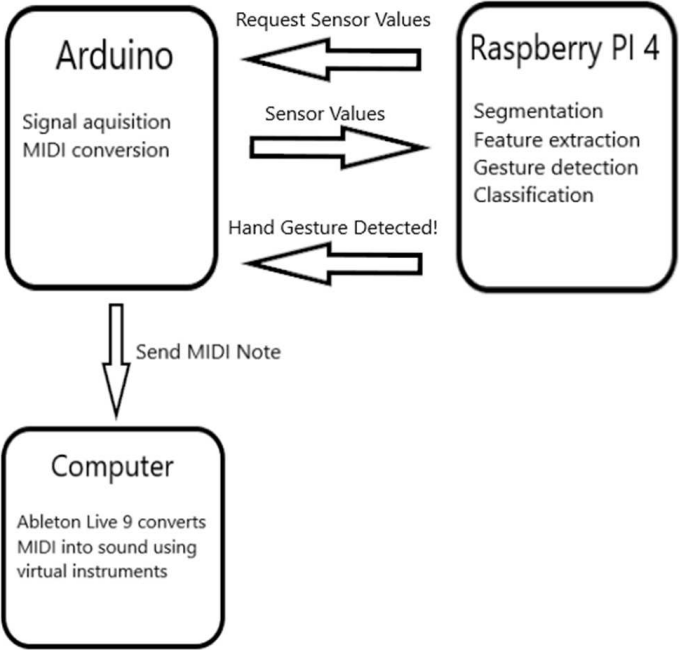 Arduino
Signal aquisition
MIDI conversion
Request Sensor Values
Sensor Values
Hand Gesture Detected!
Raspberry PI 4
Segmentation
Feature extraction
Gesture detection
Classification
Send MIDI Note
Computer
Ableton Live 9 converts
MIDI into sound using
virtual instruments